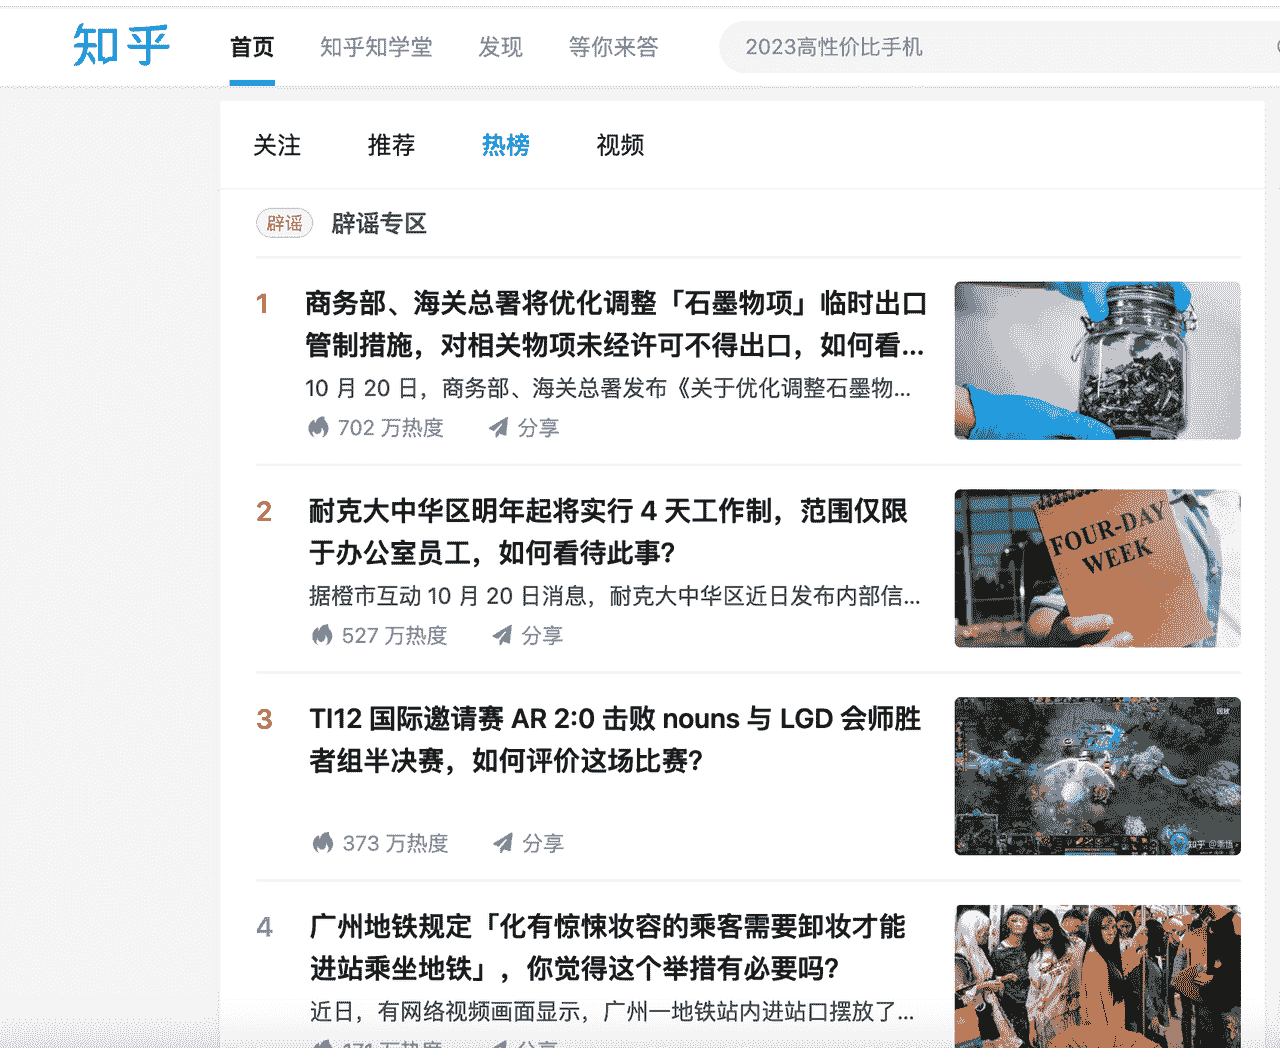 知乎 首页 知乎知学堂 发现 等你来答 2023高性价比手机
关注 推荐 热榜 视频
辟谣 辟谣专区
1 商务部、海关总署将优化调整「石墨物项」临时出口
管制措施，对相关物项未经许可不得出口，如何看...
10 月 20 日，商务部、海关总署发布《关于优化调整石墨物...
702 万热度 分享
2 耐克大中华区明年起将实行 4 天工作制，范围仅限
于办公室员工，如何看待此事？
据橙市互动 10 月 20 日消息，耐克大中华区近日发布内部信...
527 万热度 分享
FOUR-DAY
WEEK
3 TI12 国际邀请赛 AR 2:0 击败 nouns 与 LGD 会师胜
者组半决赛，如何评价这场比赛？
373 万热度 分享
知乎
4 广州地铁规定「化有惊悚妆容的乘客需要卸妆才能
进站乘坐地铁」，你觉得这个举措有必要吗？
近日，有网络视频画面显示，广州一地铁站内进站口摆放了...
171 万热度 分享